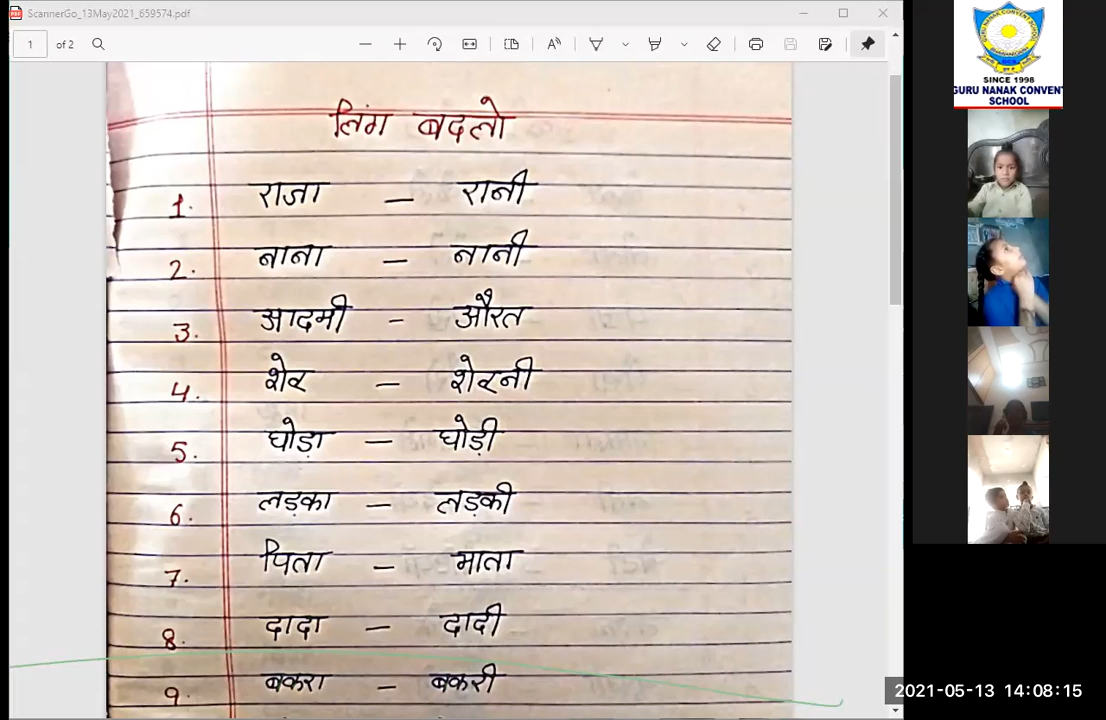 ScannerGo_13May2021_659574.pdf
1 of 2
लिंग बदलो
1. राजा – रानी
2. नाना – नानी
3. आदमी – औरत
4. शेर – शेरनी
5. घोड़ा – घोड़ी
6. लड़का – लड़की
7. पिता – माता
8. दादा – दादी
9. बकरा – बकरी
SINCE 1998
GURU NANAK CONVENT
SCHOOL
2021-05-13 14:08:15